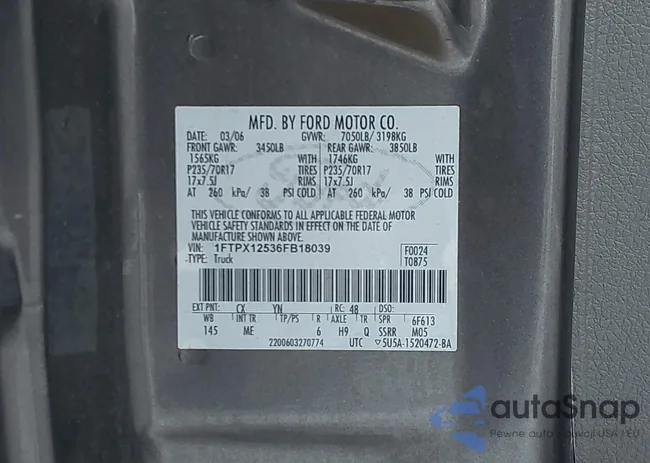 MFD. BY FORD MOTOR CO.
DATE: 03/06 GVWR: 7050LB/ 3198KG
FRONT GAWR: 3450LB REAR GAWR: 3850LB
1565KG WITH 1746KG WITH
P235/70R17 TIRES P235/70R17 TIRES
17x7.5J RIMS 17x7.5J RIMS
AT 260 kPa/ 38 PSI COLD AT 260 kPa/ 38 PSI COLD
THIS VEHICLE CONFORMS TO ALL APPLICABLE FEDERAL MOTOR
VEHICLE SAFETY STANDARDS IN EFFECT ON THE DATE OF
MANUFACTURE SHOWN ABOVE.
VIN: 1FTPX12536FB18039 F0024
TYPE: Truck T0875
EXT PNT: CX YN RC: 48 DSO:
WB INT TR TP/PS R AXLE TR SPR 6F613
145 ME 6 H9 Q SSRR M05
2200603270774 UTC ▽5U5A-1520472-BA
autoSnap
Pewne auto z aukcji USA / EU